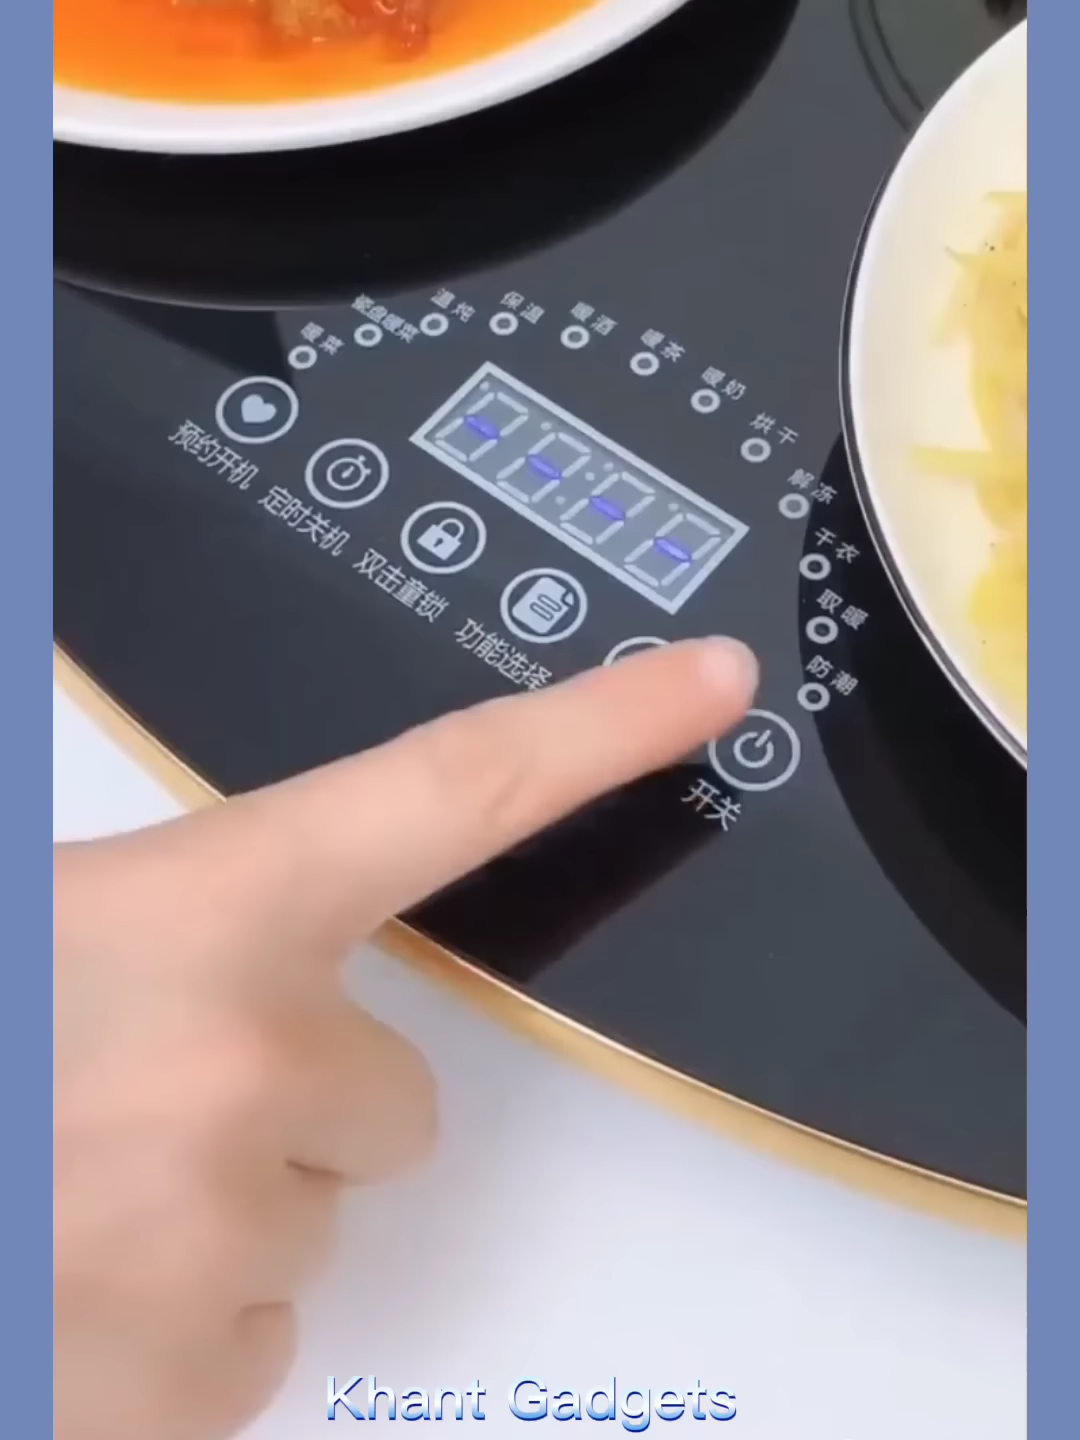 暖菜
瓷盘暖菜
温炖
保温
暖酒
暖茶
暖奶
烘干
解冻
干衣
取暖
防潮
预约开机
定时关机
双击童锁
功能选择
开关
Khant Gadgets